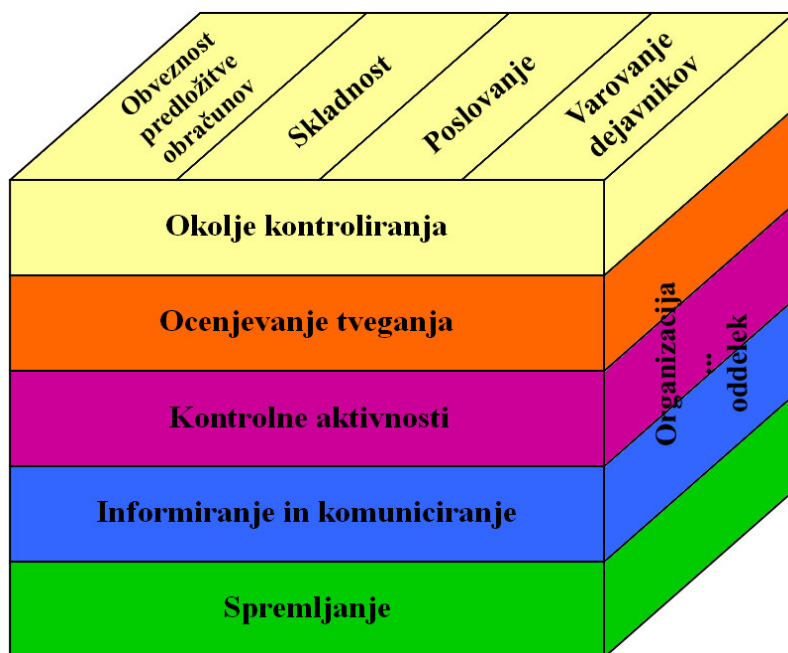 Obveznost
predložitve
obračunov
Skladnost
Poslovanje
Varovanje
dejavnikov
Okolje kontroliranja
Ocenjevanje tveganja
Kontrolne aktivnosti
Informiranje in komuniciranje
Spremljanje
Organizacija
...
oddelek